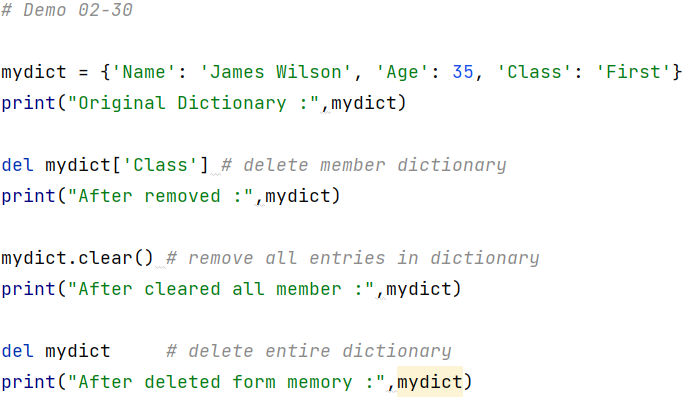 # Demo 02-30
mydict = {'Name': 'James Wilson', 'Age': 35, 'Class': 'First'}
print("Original Dictionary :",mydict)
del mydict['Class'] # delete member dictionary
print("After removed :",mydict)
mydict.clear() # remove all entries in dictionary
print("After cleared all member :",mydict)
del mydict     # delete entire dictionary
print("After deleted form memory :",mydict)